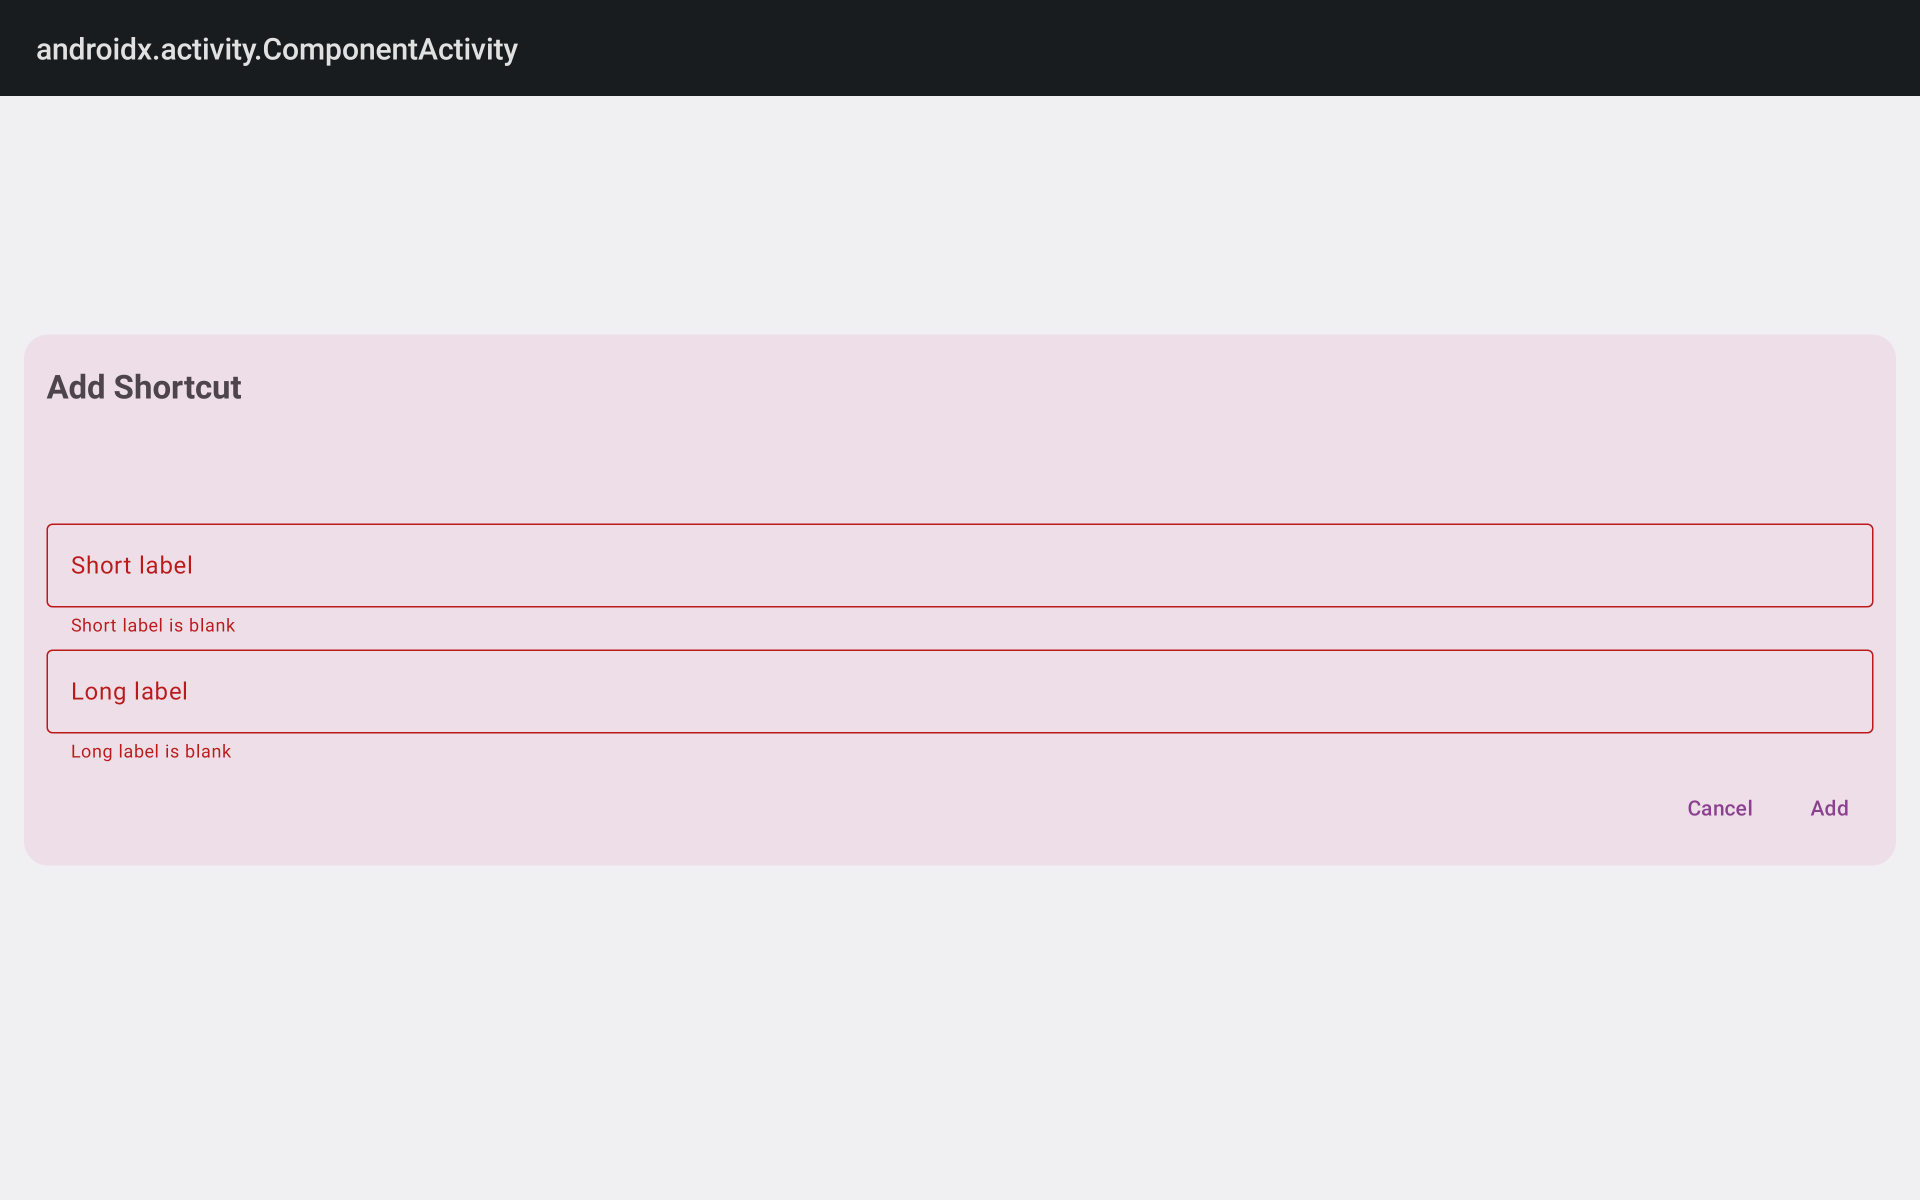 androidx.activity.ComponentActivity
Add Shortcut
Short label
Short label is blank
Long label
Long label is blank
Cancel Add